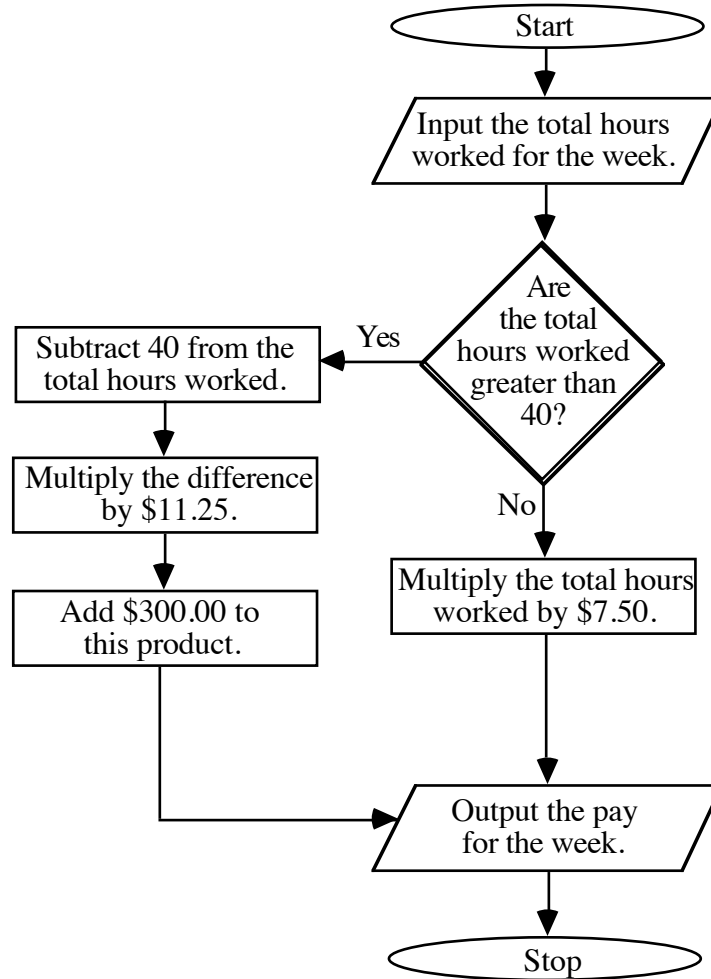 Start
Input the total hours
worked for the week.
Are
the total
hours worked
greater than
40?
Yes
Subtract 40 from the
total hours worked.
Multiply the difference
by $11.25.
Add $300.00 to
this product.
No
Multiply the total hours
worked by $7.50.
Output the pay
for the week.
Stop